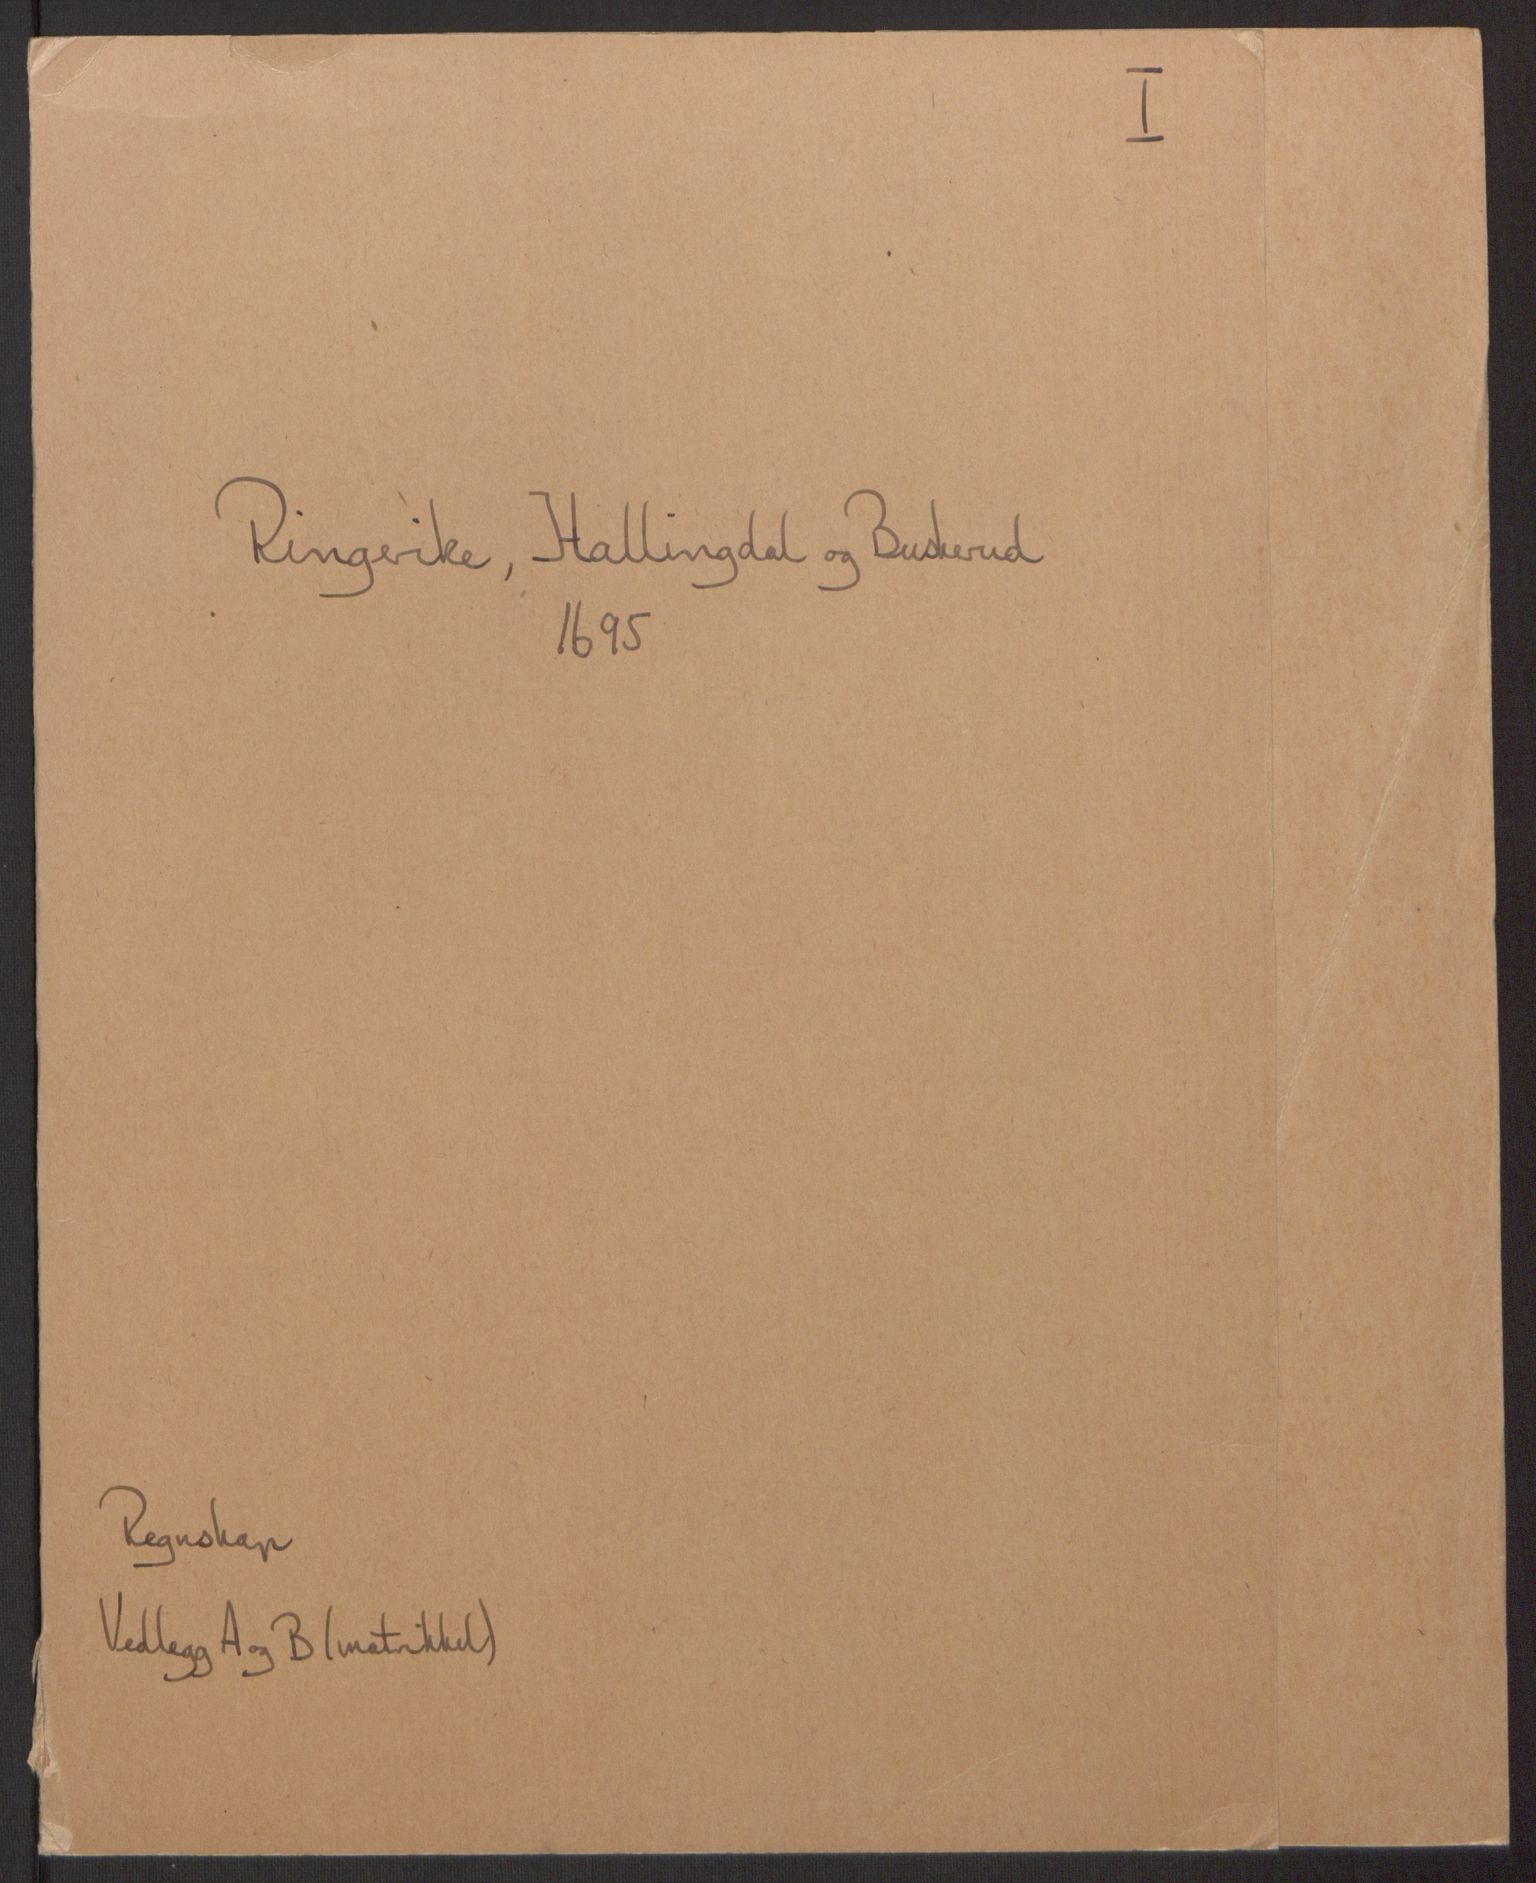 I
Ringerike, Hallingdal og Buskerud
1695
Regnskap
Vedlegg A og B (matrikkel)